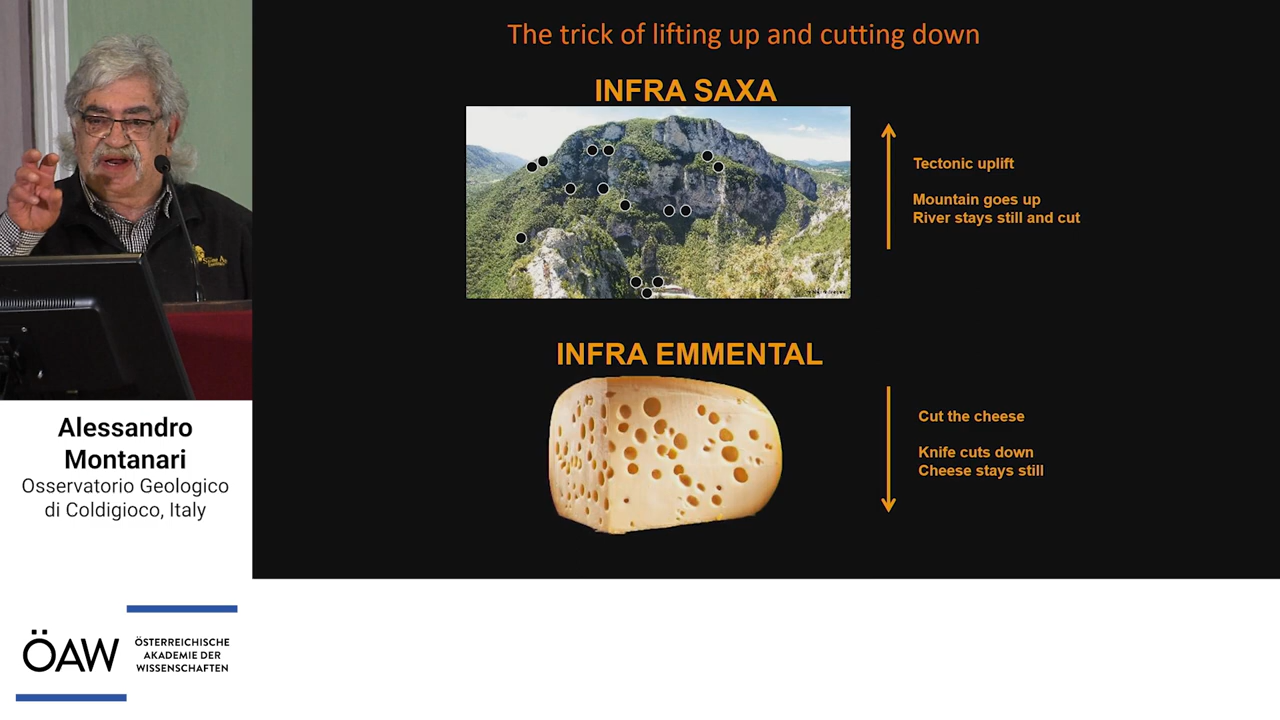 The trick of lifting up and cutting down
INFRA SAXA
Tectonic uplift
Mountain goes up
River stays still and cut
INFRA EMMENTAL
Cut the cheese
Knife cuts down
Cheese stays still
Alessandro
Montanari
Osservatorio Geologico
di Coldigioco, Italy
ÖAW
ÖSTERREICHISCHE
AKADEMIE DER
WISSENSCHAFTEN